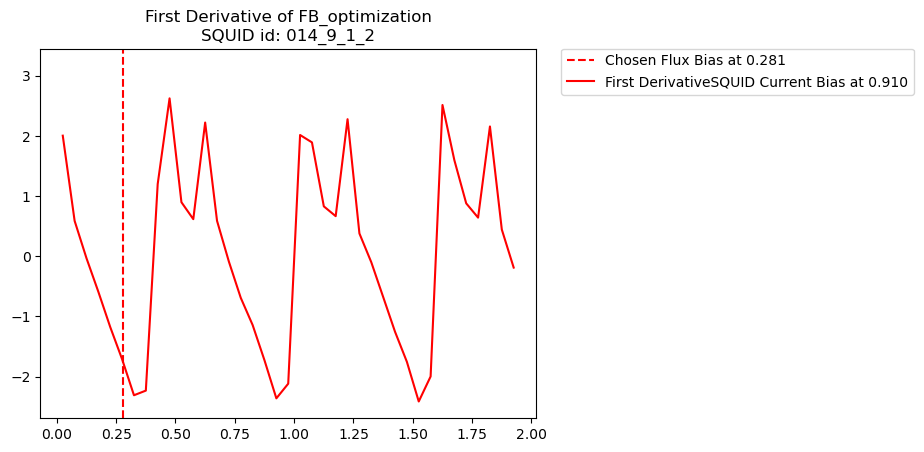 First Derivative of FB_optimization
SQUID id: 014_9_1_2
Chosen Flux Bias at 0.281
First DerivativeSQUID Current Bias at 0.910
3
2
1
0
−1
−2
0.00 0.25 0.50 0.75 1.00 1.25 1.50 1.75 2.00